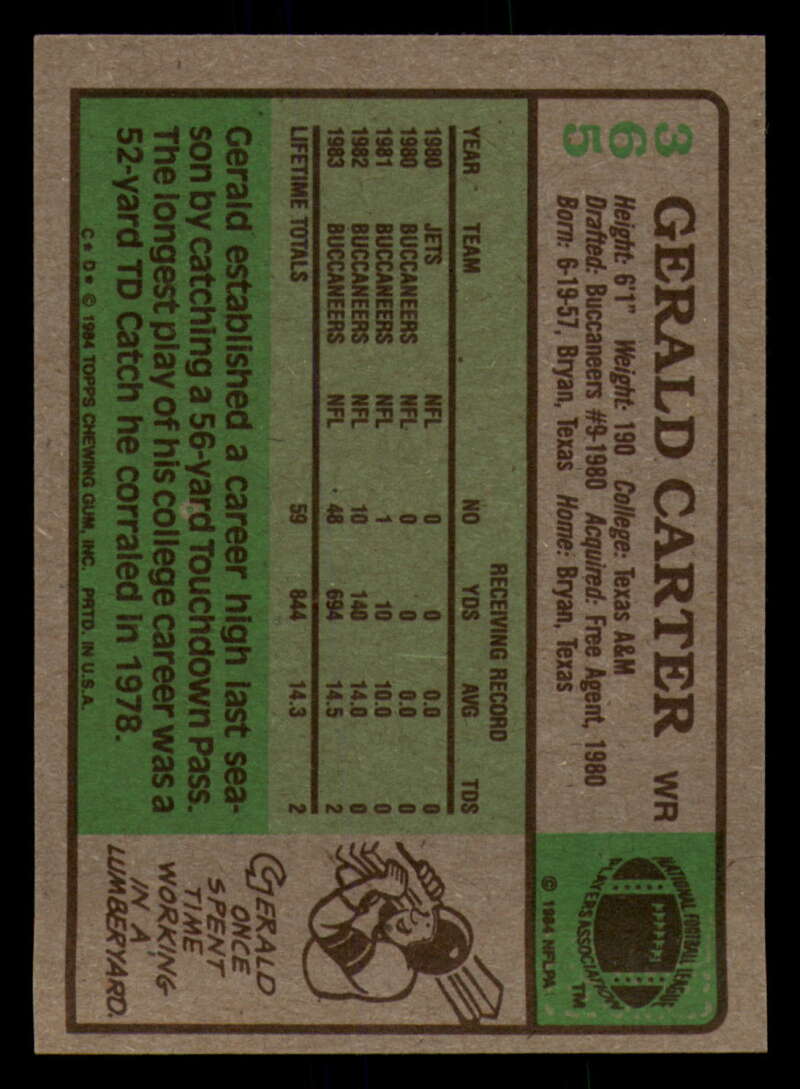 365
GERALD CARTER WR
Height: 6'1" Weight: 190 College: Texas A&M
Drafted: Buccaneers #9-1980 Acquired: Free Agent, 1980
Born: 6-19-57, Bryan, Texas Home: Bryan, Texas
NATIONAL FOOTBALL LEAGUE
PLAYERS ASSOCIATION
TM
© 1984 NFLPA
RECEIVING RECORD
YEAR TEAM NO YDS AVG TDS
1980 JETS NFL 0 0 0.0 0
1980 BUCCANEERS NFL 0 0 0.0 0
1981 BUCCANEERS NFL 1 10 10.0 0
1982 BUCCANEERS NFL 10 140 14.0 0
1983 BUCCANEERS NFL 48 694 14.5 2
LIFETIME TOTALS 59 844 14.3 2
Gerald established a career high last sea-
son by catching a 56-yard Touchdown Pass.
The longest play of his college career was a
52-yard TD Catch he corraled in 1978.
C* D* © 1984 TOPPS CHEWING GUM, INC. PRTD. IN U.S.A.
GERALD
ONCE
SPENT
TIME
WORKING
IN A
LUMBERYARD.